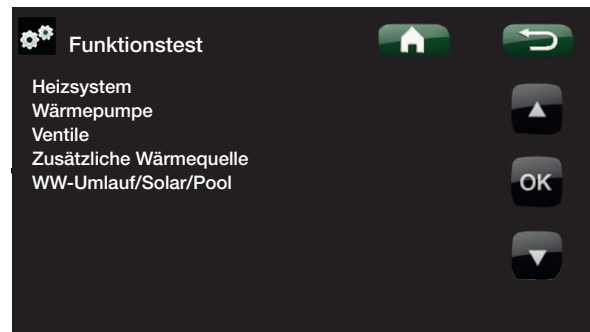 Funktionstest
Heizsystem
Wärmepumpe
Ventile
Zusätzliche Wärmequelle
WW-Umlauf/Solar/Pool
OK